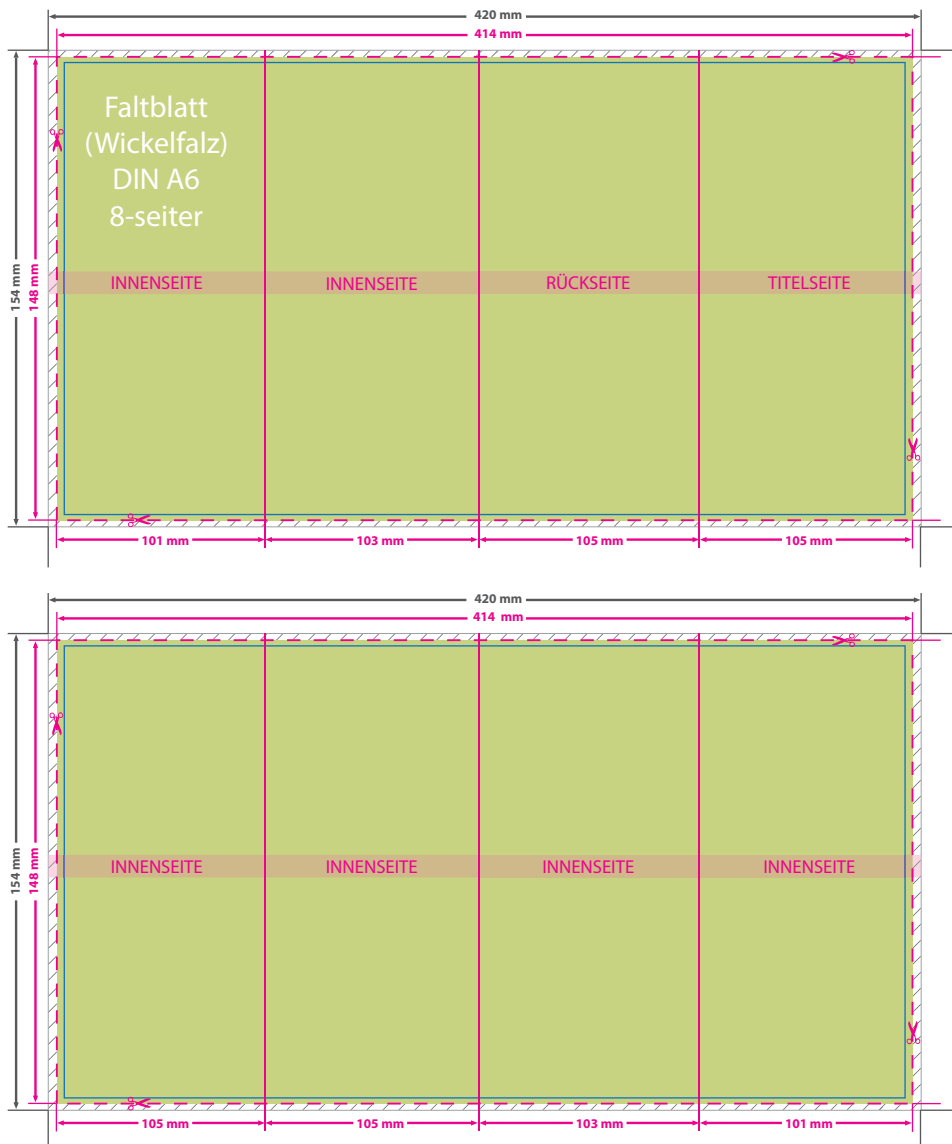 420 mm
414 mm
Faltblatt
(Wickelfalz)
DIN A6
8-seiter
154 mm
148 mm
INNENSEITE INNENSEITE RÜCKSEITE TITELSEITE
101 mm 103 mm 105 mm 105 mm
420 mm
414 mm
154 mm
148 mm
INNENSEITE INNENSEITE INNENSEITE INNENSEITE
105 mm 105 mm 103 mm 101 mm